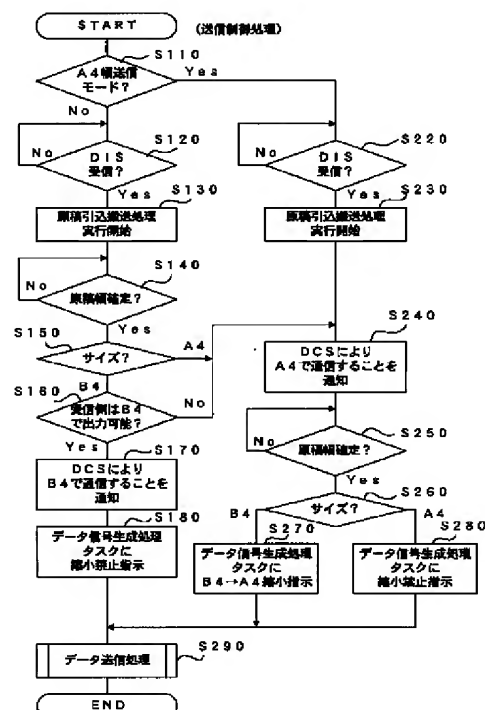 START
(送信制御処理)
S110
A4幅送信
モード?
Yes
No
S120
DIS
受信?
No
Yes
S130
原稿引込搬送処理
実行開始
S140
原稿幅確定?
No
Yes
S150
サイズ?
A4
B4
S160
受信側はB4
で出力可能?
No
Yes
S170
DCSにより
B4で通信することを
通知
S180
データ信号生成処理
タスクに
縮小禁止指示
S220
DIS
受信?
No
Yes
S230
原稿引込搬送処理
実行開始
S240
DCSにより
A4で通信することを
通知
S250
原稿幅確定?
No
Yes
S260
サイズ?
B4
A4
S270
データ信号生成処理
タスクに
B4→A4縮小指示
S280
データ信号生成処理
タスクに
縮小禁止指示
S290
データ送信処理
END